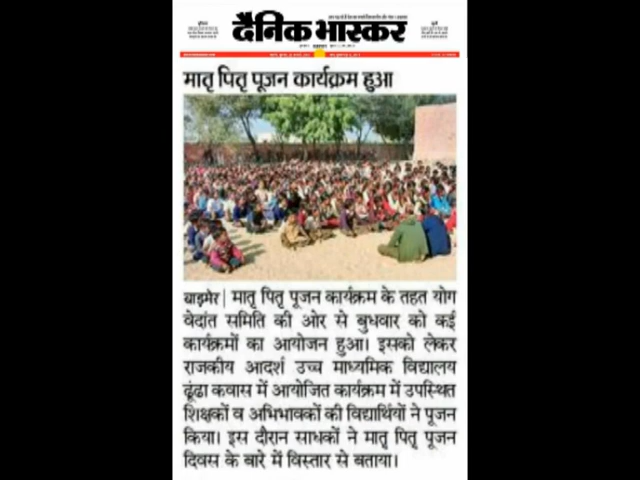 दैनिक भास्कर
मातृ पितृ पूजन कार्यक्रम हुआ
बाड़मेर | मातृ पितृ पूजन कार्यक्रम के तहत योग
वेदांत समिति की ओर से बुधवार को कई
कार्यक्रमों का आयोजन हुआ। इसको लेकर
राजकीय आदर्श उच्च माध्यमिक विद्यालय
ढूंढा कवास में आयोजित कार्यक्रम में उपस्थित
शिक्षकों व अभिभावकों की विद्यार्थियों ने पूजन
किया। इस दौरान साधकों ने मातृ पितृ पूजन
दिवस के बारे में विस्तार से बताया।